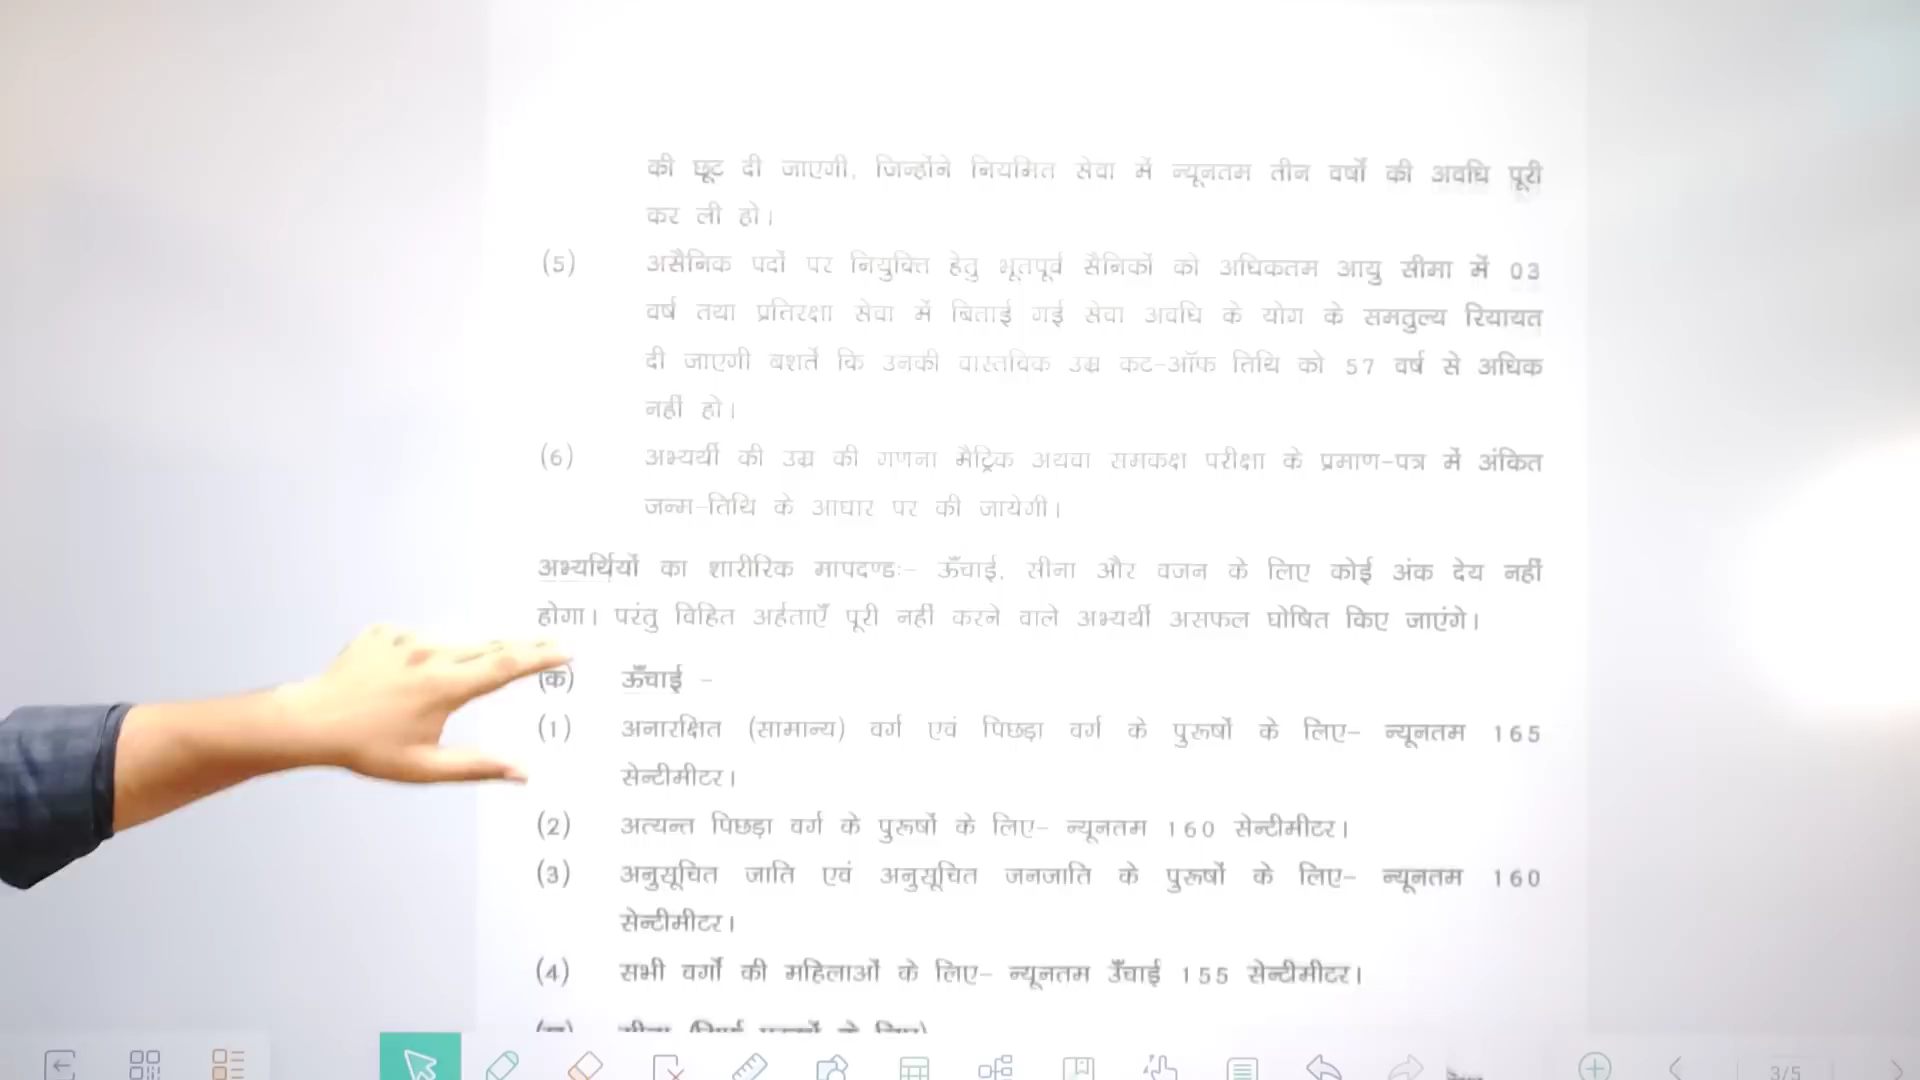 की छूट दी जाएगी, जिन्होंने नियमित सेवा में न्यूनतम तीन वर्षों की अवधि पूरी
कर ली हो।
(5) असैनिक पदों पर नियुक्ति हेतु भूतपूर्व सैनिकों को अधिकतम आयु सीमा में 03
वर्ष तथा प्रतिरक्षा सेवा में बिताई गई सेवा अवधि के योग के समतुल्य रियायत
दी जाएगी बशर्ते कि उनकी वास्तविक उम्र कट-ऑफ तिथि को 57 वर्ष से अधिक
नहीं हो।
(6) अभ्यर्थी की उम्र की गणना मैट्रिक अथवा समकक्ष परीक्षा के प्रमाण-पत्र में अंकित
जन्म-तिथि के आधार पर की जायेगी।
अभ्यर्थियों का शारीरिक मापदण्डः- ऊँचाई, सीना और वजन के लिए कोई अंक देय नहीं
होगा। परंतु विहित अर्हताएँ पूरी नहीं करने वाले अभ्यर्थी असफल घोषित किए जाएंगे।
(क) ऊँचाई -
(1) अनारक्षित (सामान्य) वर्ग एवं पिछड़ा वर्ग के पुरूषों के लिए- न्यूनतम 165
सेन्टीमीटर।
(2) अत्यन्त पिछड़ा वर्ग के पुरूषों के लिए- न्यूनतम 160 सेन्टीमीटर।
(3) अनुसूचित जाति एवं अनुसूचित जनजाति के पुरूषों के लिए- न्यूनतम 160
सेन्टीमीटर।
(4) सभी वर्गों की महिलाओं के लिए- न्यूनतम उँचाई 155 सेन्टीमीटर।
3/5